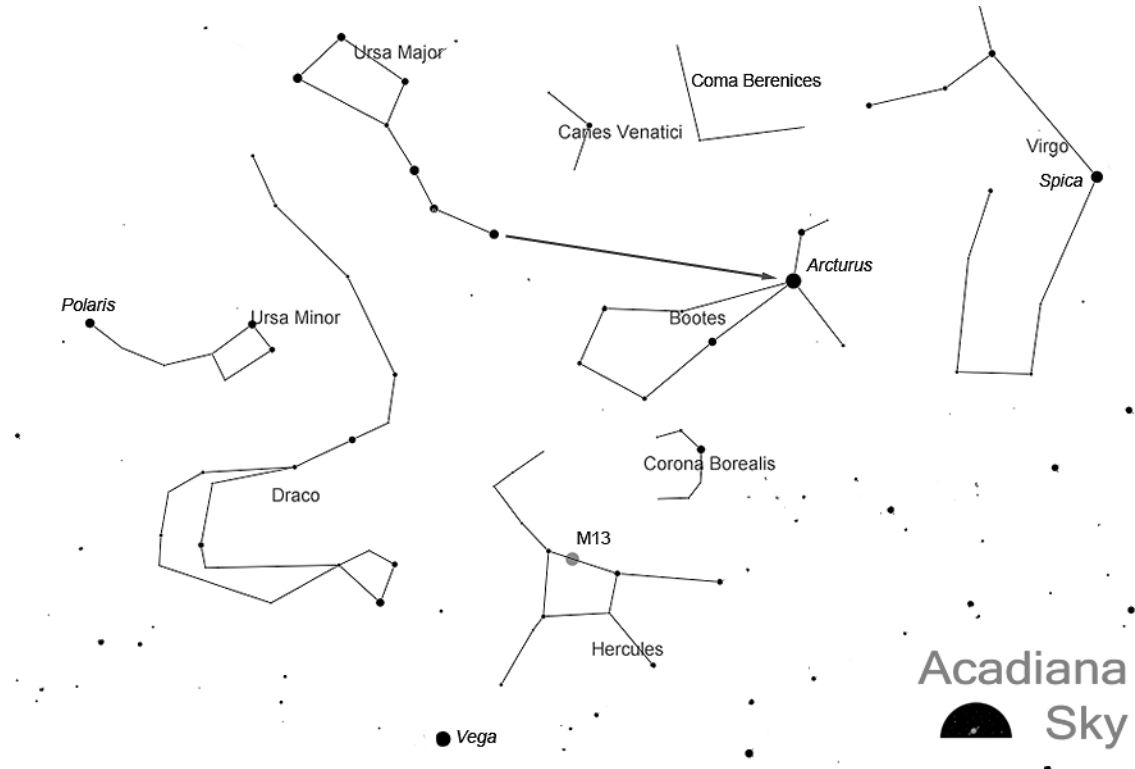 Ursa Major
Coma Berenices
Canes Venatici
Virgo
Spica
Arcturus
Polaris
Ursa Minor
Bootes
Corona Borealis
Draco
M13
Hercules
Acadiana
Sky
Vega